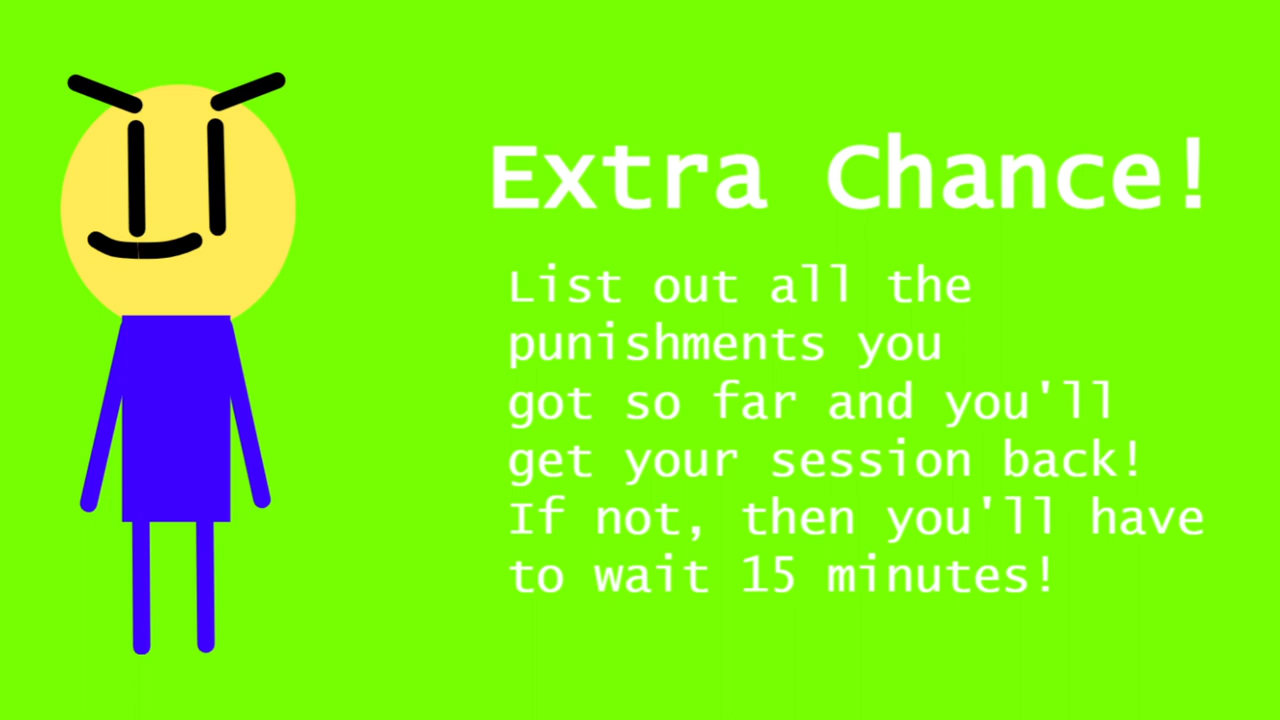 Extra Chance!
List out all the
punishments you
got so far and you'll
get your session back!
If not, then you'll have
to wait 15 minutes!